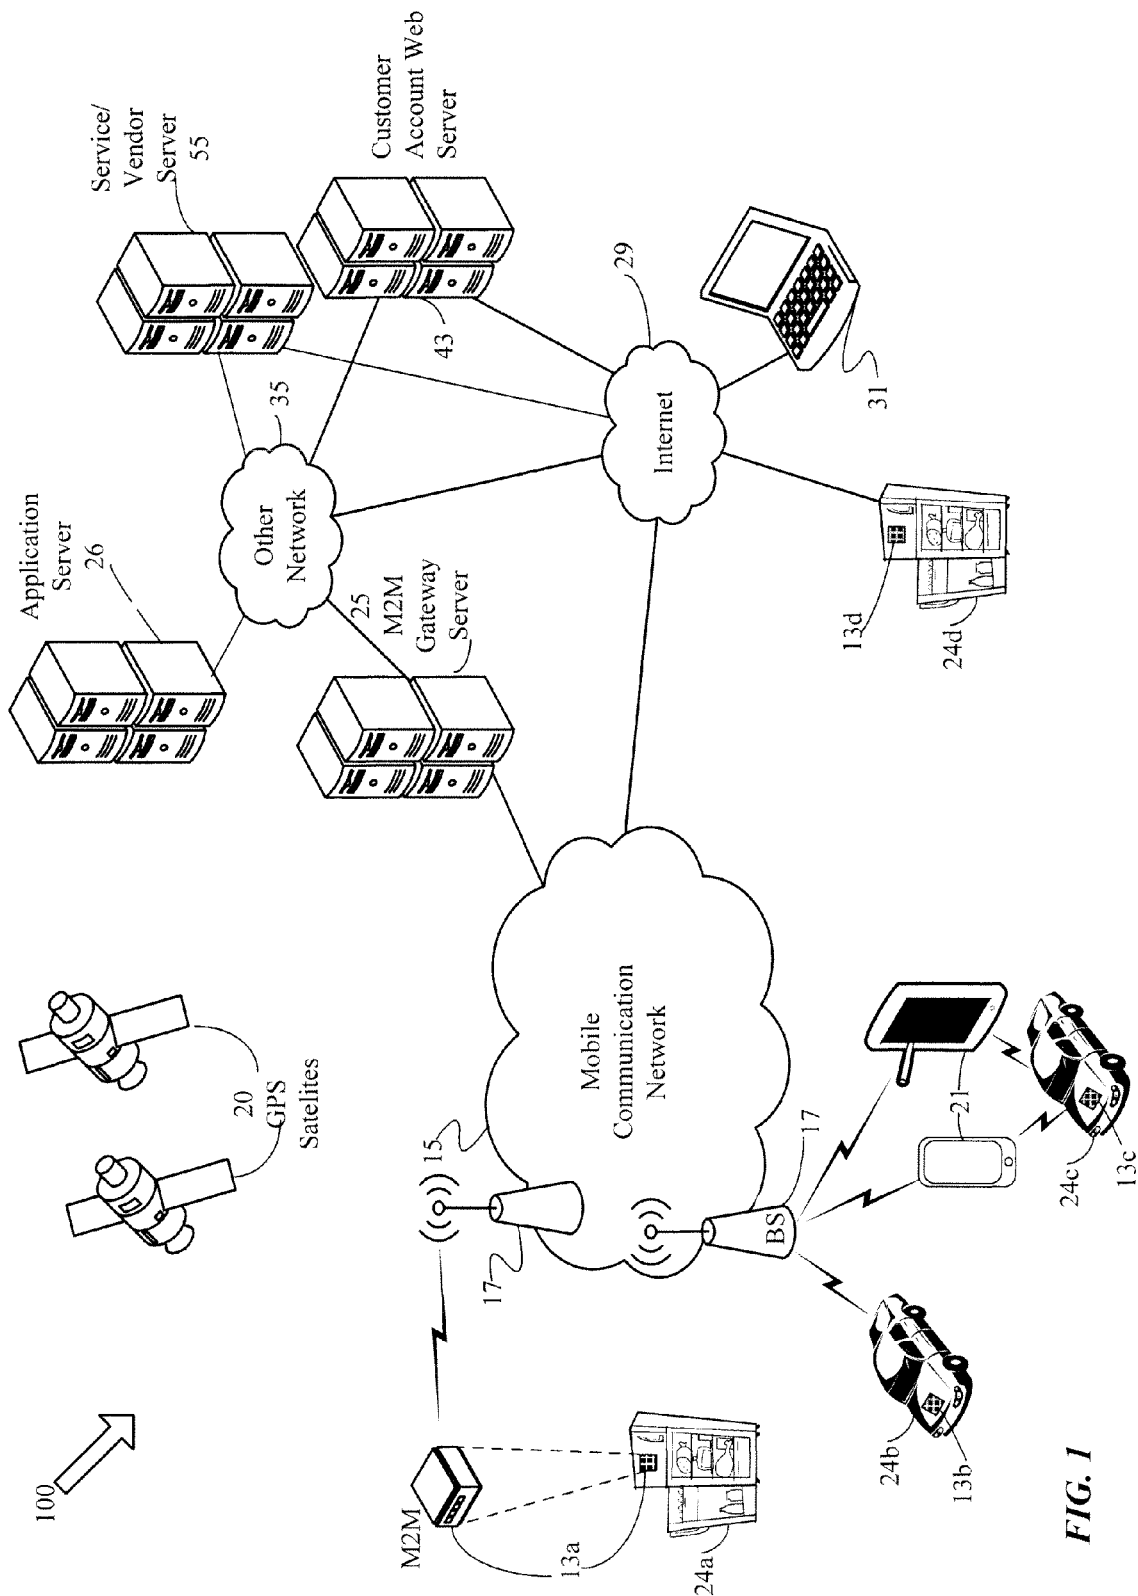 100
20
GPS
Satelites
Application
Server
26
Service/
Vendor
Server
55
Other
Network
35
25
M2M
Gateway
Server
Customer
Account Web
Server
43
M2M
13a
24a
17
15
Mobile
Communication
Network
BS
17
Internet
29
31
13d
24d
21
24b
13b
24c
13c
FIG. 1